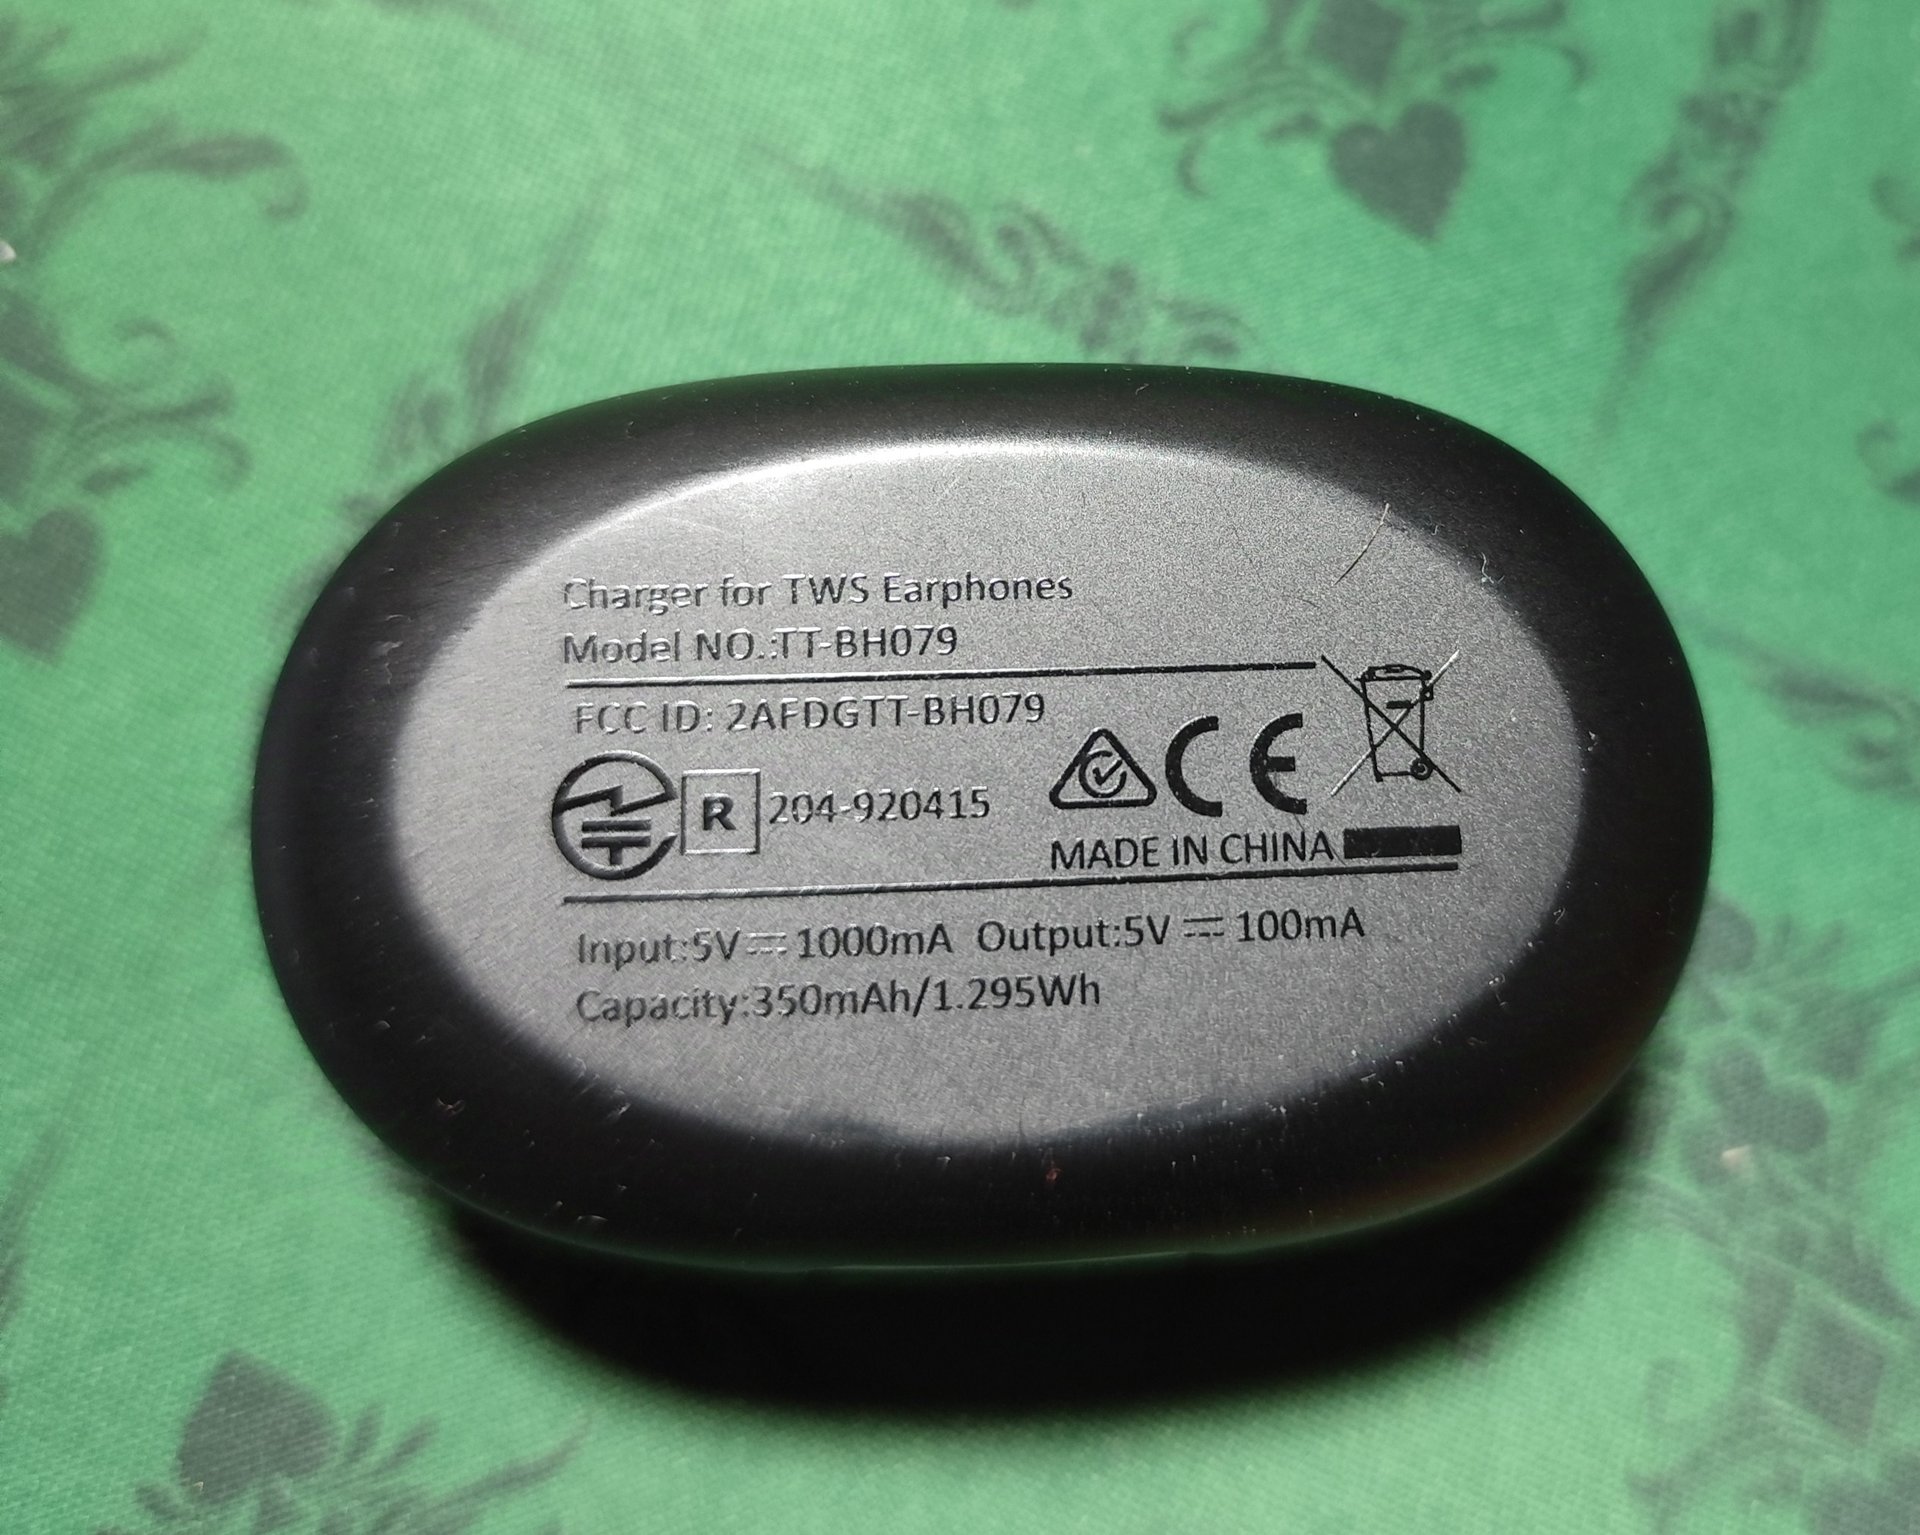 Charger for TWS Earphones
Model NO.:TT-BH079
FCC ID: 2AFDGTT-BH079
R 204-920415
CE
MADE IN CHINA
Input:5V⎓1000mA Output:5V⎓100mA
Capacity:350mAh/1.295Wh